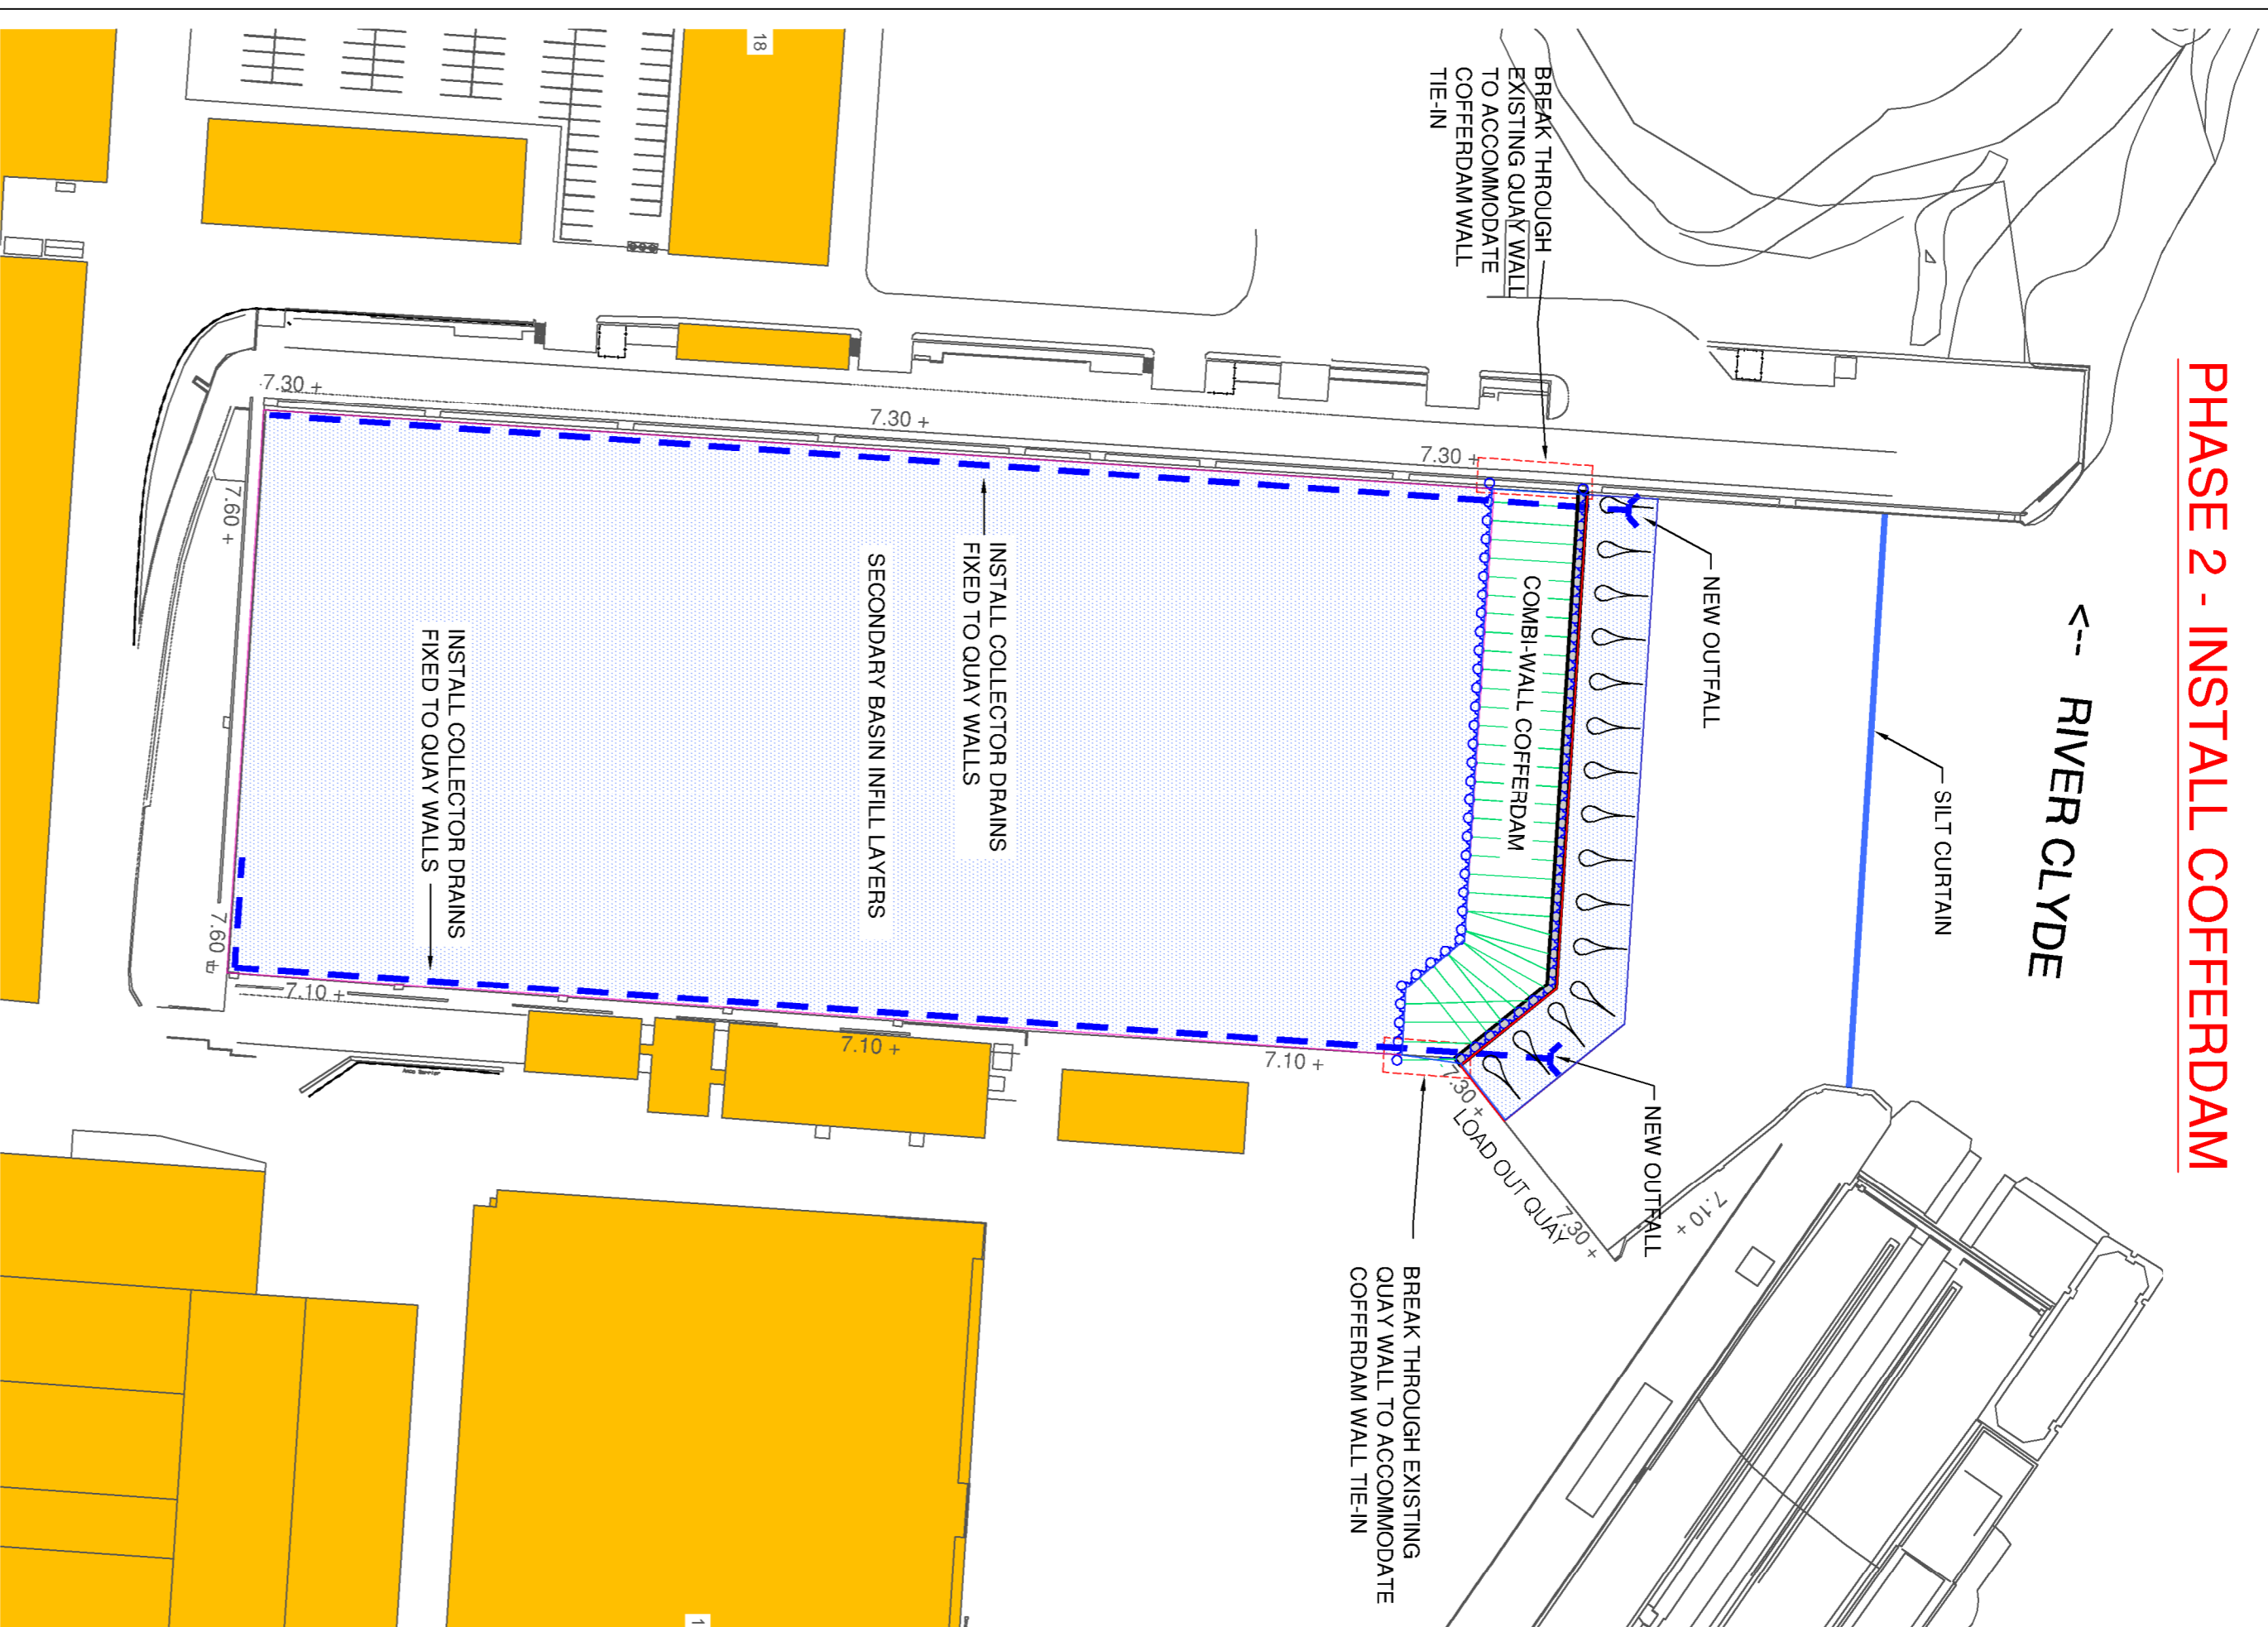 PHASE 2 - INSTALL COFFERDAM
<-- RIVER CLYDE
SILT CURTAIN
NEW OUTFALL
NEW OUTFALL
BREAK THROUGH
EXISTING QUAY WALL
TO ACCOMMODATE
COFFERDAM WALL
TIE-IN
COMBI-WALL COFFERDAM
BREAK THROUGH EXISTING
QUAY WALL TO ACCOMMODATE
COFFERDAM WALL TIE-IN
LOAD OUT QUAY
7.30 +
7.30 +
7.10 +
INSTALL COLLECTOR DRAINS
FIXED TO QUAY WALLS
SECONDARY BASIN INFILL LAYERS
INSTALL COLLECTOR DRAINS
FIXED TO QUAY WALLS
7.30 +
7.30 +
7.30 +
7.60 +
7.60 +
7.10 +
7.10 +
7.10 +
18
1